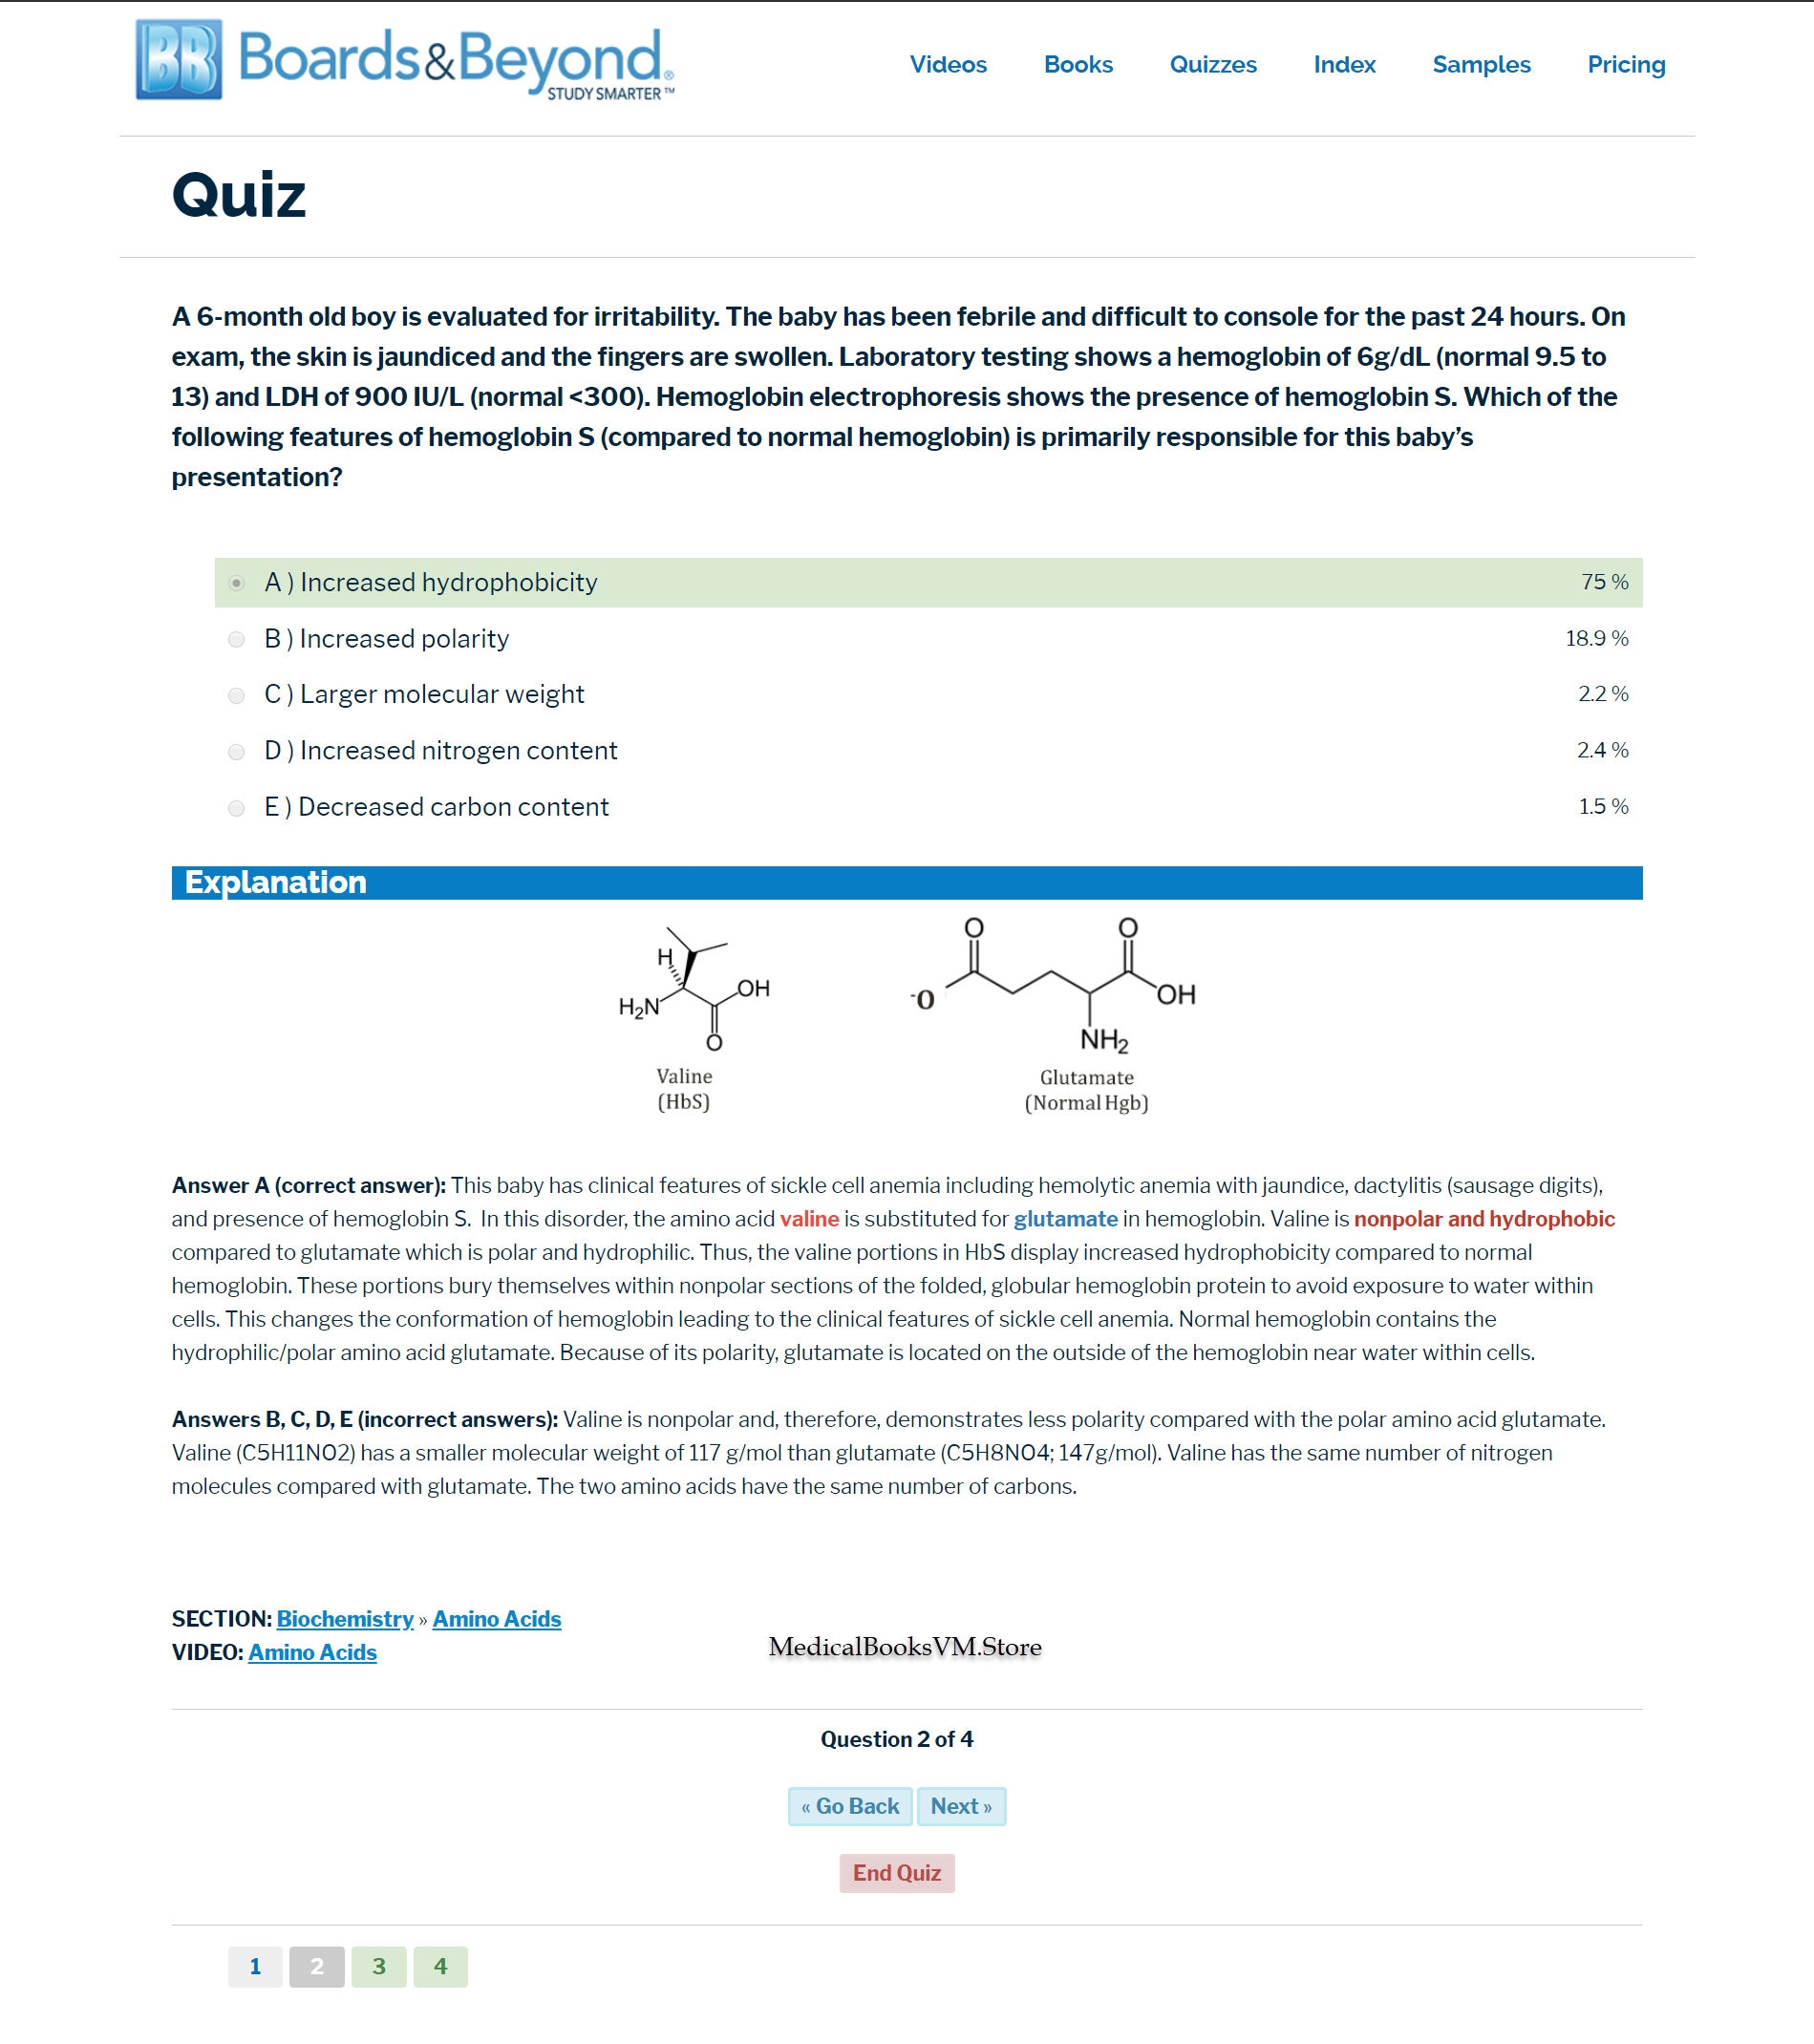 BB Boards&Beyond®
STUDY SMARTER™
Videos Books Quizzes Index Samples Pricing
Quiz
A 6-month old boy is evaluated for irritability. The baby has been febrile and difficult to console for the past 24 hours. On
exam, the skin is jaundiced and the fingers are swollen. Laboratory testing shows a hemoglobin of 6g/dL (normal 9.5 to
13) and LDH of 900 IU/L (normal <300). Hemoglobin electrophoresis shows the presence of hemoglobin S. Which of the
following features of hemoglobin S (compared to normal hemoglobin) is primarily responsible for this baby's
presentation?
A ) Increased hydrophobicity 75 %
B ) Increased polarity 18.9 %
C ) Larger molecular weight 2.2 %
D ) Increased nitrogen content 2.4 %
E ) Decreased carbon content 1.5 %
Explanation
H
H₂N
OH
O
Valine
(HbS)
O
O
⁻O
OH
NH₂
Glutamate
(Normal Hgb)
Answer A (correct answer): This baby has clinical features of sickle cell anemia including hemolytic anemia with jaundice, dactylitis (sausage digits),
and presence of hemoglobin S. In this disorder, the amino acid valine is substituted for glutamate in hemoglobin. Valine is nonpolar and hydrophobic
compared to glutamate which is polar and hydrophilic. Thus, the valine portions in HbS display increased hydrophobicity compared to normal
hemoglobin. These portions bury themselves within nonpolar sections of the folded, globular hemoglobin protein to avoid exposure to water within
cells. This changes the conformation of hemoglobin leading to the clinical features of sickle cell anemia. Normal hemoglobin contains the
hydrophilic/polar amino acid glutamate. Because of its polarity, glutamate is located on the outside of the hemoglobin near water within cells.
Answers B, C, D, E (incorrect answers): Valine is nonpolar and, therefore, demonstrates less polarity compared with the polar amino acid glutamate.
Valine (C5H11NO2) has a smaller molecular weight of 117 g/mol than glutamate (C5H8NO4; 147g/mol). Valine has the same number of nitrogen
molecules compared with glutamate. The two amino acids have the same number of carbons.
SECTION: Biochemistry » Amino Acids
VIDEO: Amino Acids
MedicalBooksVM.Store
Question 2 of 4
« Go Back Next »
End Quiz
1 2 3 4